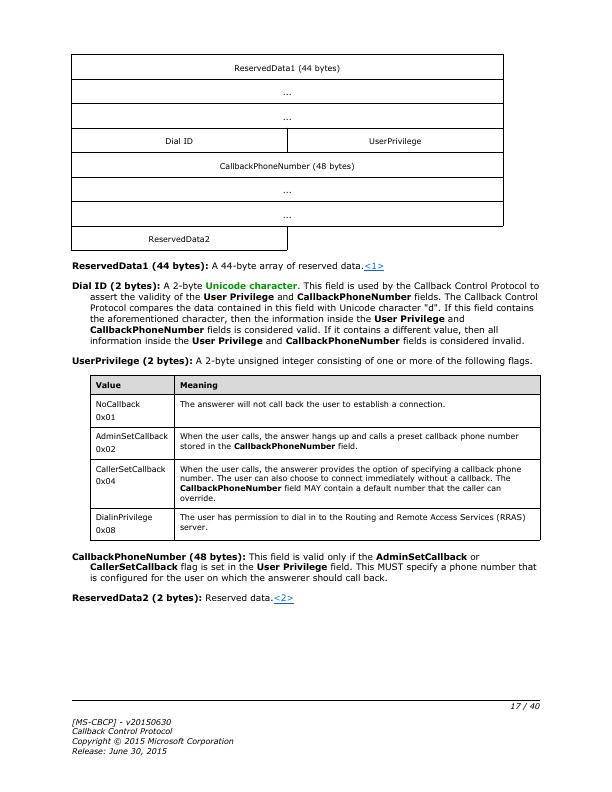 ReservedData1 (44 bytes)
...
...
Dial ID
UserPrivilege
CallbackPhoneNumber (48 bytes)
...
...
ReservedData2
ReservedData1 (44 bytes): A 44-byte array of reserved data.<1>
Dial ID (2 bytes): A 2-byte Unicode character. This field is used by the Callback Control Protocol to
assert the validity of the User Privilege and CallbackPhoneNumber fields. The Callback Control
Protocol compares the data contained in this field with Unicode character "d". If this field contains
the aforementioned character, then the information inside the User Privilege and
CallbackPhoneNumber fields is considered valid. If it contains a different value, then all
information inside the User Privilege and CallbackPhoneNumber fields is considered invalid.
UserPrivilege (2 bytes): A 2-byte unsigned integer consisting of one or more of the following flags.
Value
Meaning
NoCallback
0x01
The answerer will not call back the user to establish a connection.
AdminSetCallback
0x02
When the user calls, the answer hangs up and calls a preset callback phone number
stored in the CallbackPhoneNumber field.
CallerSetCallback
0x04
When the user calls, the answerer provides the option of specifying a callback phone
number. The user can also choose to connect immediately without a callback. The
CallbackPhoneNumber field MAY contain a default number that the caller can
override.
DialinPrivilege
0x08
The user has permission to dial in to the Routing and Remote Access Services (RRAS)
server.
CallbackPhoneNumber (48 bytes): This field is valid only if the AdminSetCallback or
CallerSetCallback flag is set in the User Privilege field. This MUST specify a phone number that
is configured for the user on which the answerer should call back.
ReservedData2 (2 bytes): Reserved data.<2>
17 / 40
[MS-CBCP] - v20150630
Callback Control Protocol
Copyright © 2015 Microsoft Corporation
Release: June 30, 2015